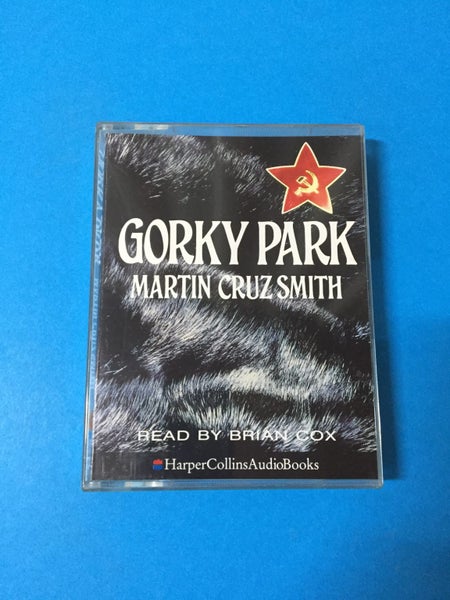 GORKY PARK
MARTIN CRUZ SMITH
READ BY BRIAN COX
HarperCollinsAudioBooks